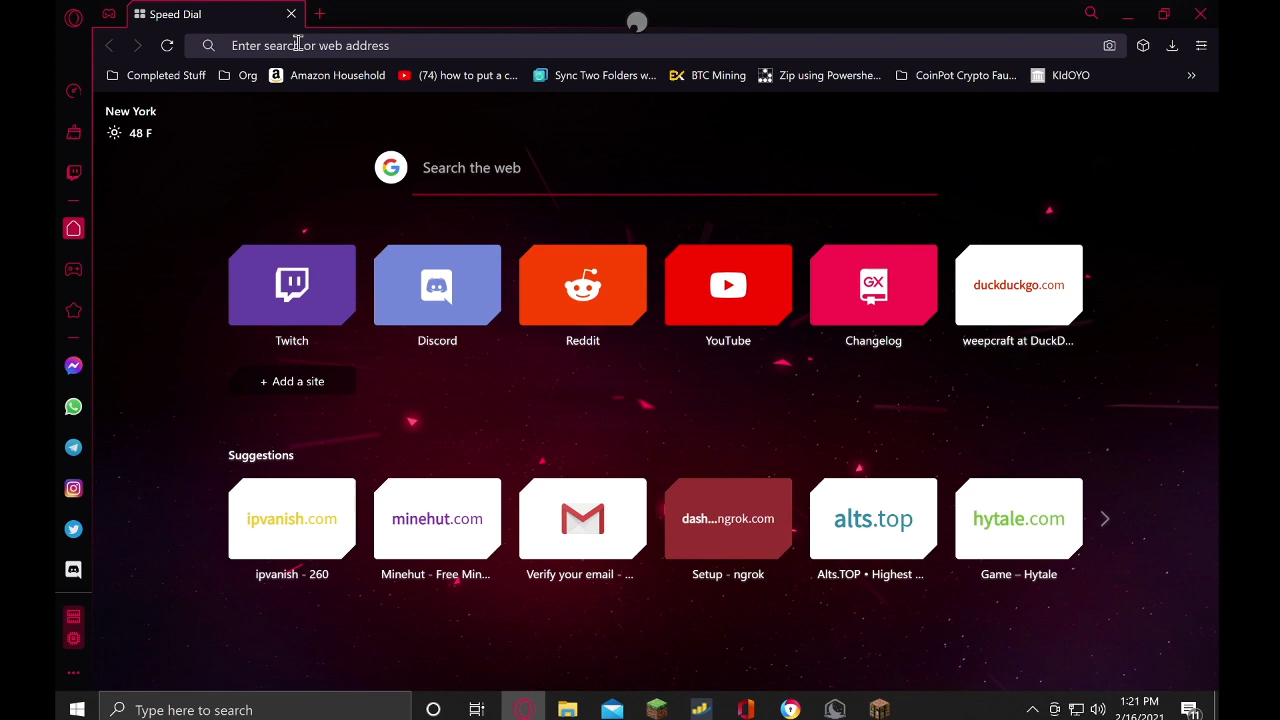 Speed Dial
Enter search or web address
Completed Stuff
Org
Amazon Household
(74) how to put a c...
Sync Two Folders w...
BTC Mining
Zip using Powershe...
CoinPot Crypto Fau...
KIdOYO
New York
48 F
Search the web
GX
duckduckgo.com
Twitch
Discord
Reddit
YouTube
Changelog
weepcraft at DuckD...
+ Add a site
Suggestions
ipvanish.com
minehut.com
dash...ngrok.com
alts.top
hytale.com
ipvanish - 260
Minehut - Free Min...
Verify your email - ...
Setup - ngrok
Alts.TOP • Highest ...
Game – Hytale
Type here to search
1:21 PM
2/16/2021
11